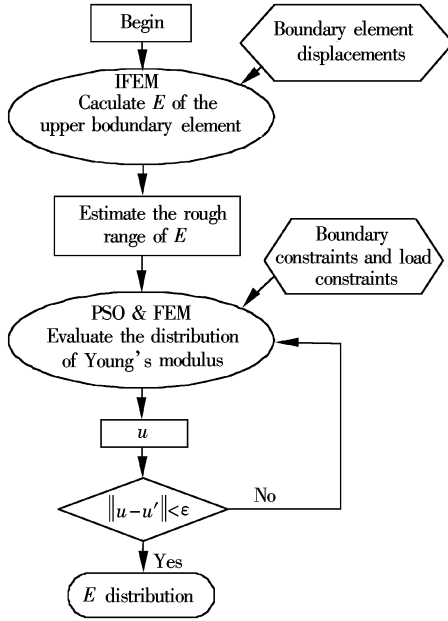 Begin
Boundary element
displacements
IFEM
Caculate E of the
upper bodundary element
Estimate the rough
range of E
Boundary
constraints and load
constraints
PSO & FEM
Evaluate the distribution
of Young's modulus
u
‖u−u′‖<ε
No
Yes
E distribution